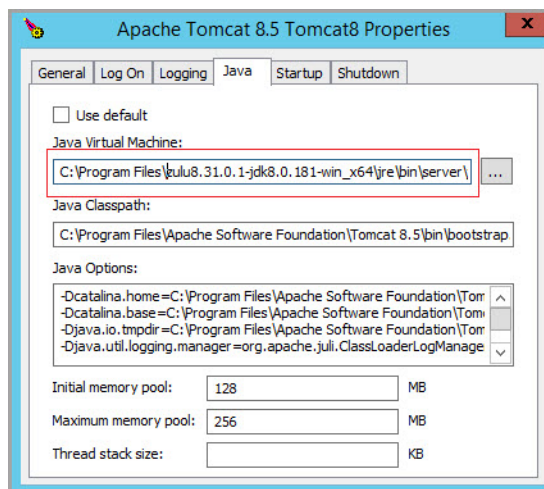 Apache Tomcat 8.5 Tomcat8 Properties
x
General Log On Logging Java Startup Shutdown
Use default
Java Virtual Machine:
C:\Program Files\zulu8.31.0.1-jdk8.0.181-win_x64\jre\bin\server\
...
Java Classpath:
C:\Program Files\Apache Software Foundation\Tomcat 8.5\bin\bootstrap
Java Options:
-Dcatalina.home=C:\Program Files\Apache Software Foundation\Tom
-Dcatalina.base=C:\Program Files\Apache Software Foundation\Tom
-Djava.io.tmpdir=C:\Program Files\Apache Software Foundation\Tom
-Djava.util.logging.manager=org.apache.juli.ClassLoaderLogManage
Initial memory pool: 128 MB
Maximum memory pool: 256 MB
Thread stack size: KB